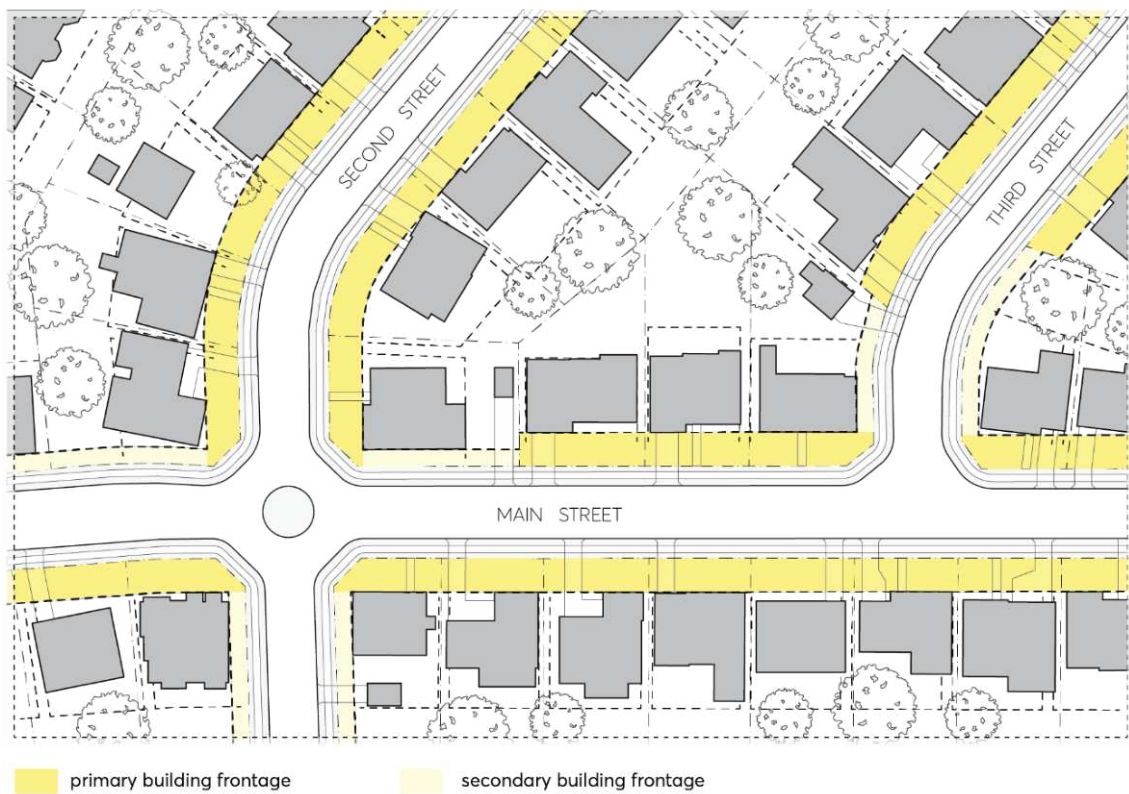 SECOND STREET
THIRD STREET
MAIN STREET
primary building frontage
secondary building frontage